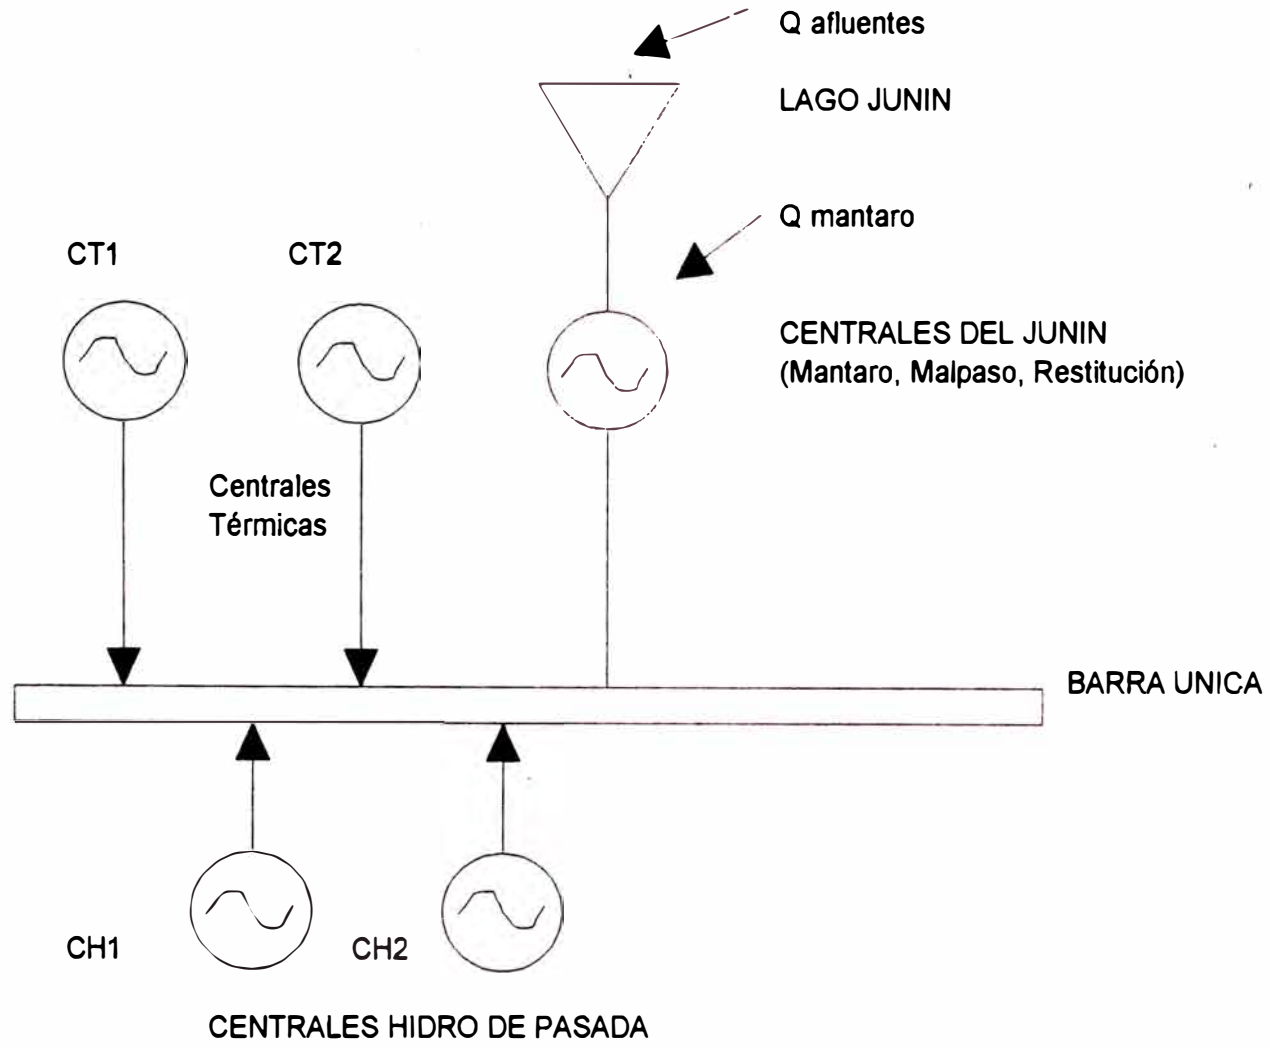 Q afluentes
LAGO JUNIN
Q mantaro
CT1
CT2
CENTRALES DEL JUNIN
(Mantaro, Malpaso, Restitución)
Centrales
Térmicas
BARRA UNICA
CH1
CH2
CENTRALES HIDRO DE PASADA